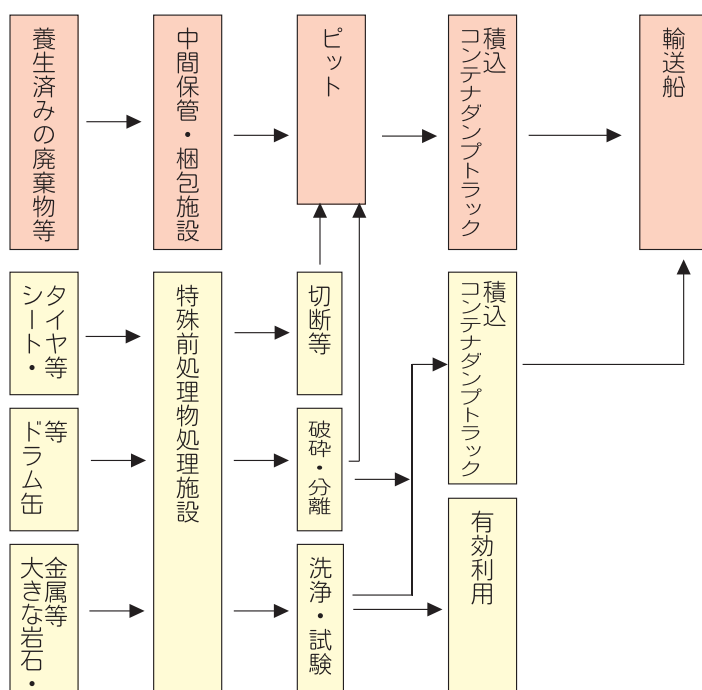 養生済みの廃棄物等
中間保管・梱包施設
ピット
コンテナダンプトラック
積込
輸送船
シート・
タイヤ等
特殊前処理物処理施設
切断等
コンテナダンプトラック
積込
ドラム缶
等
破砕・分離
大きな岩石・
金属等
洗浄・試験
有効利用